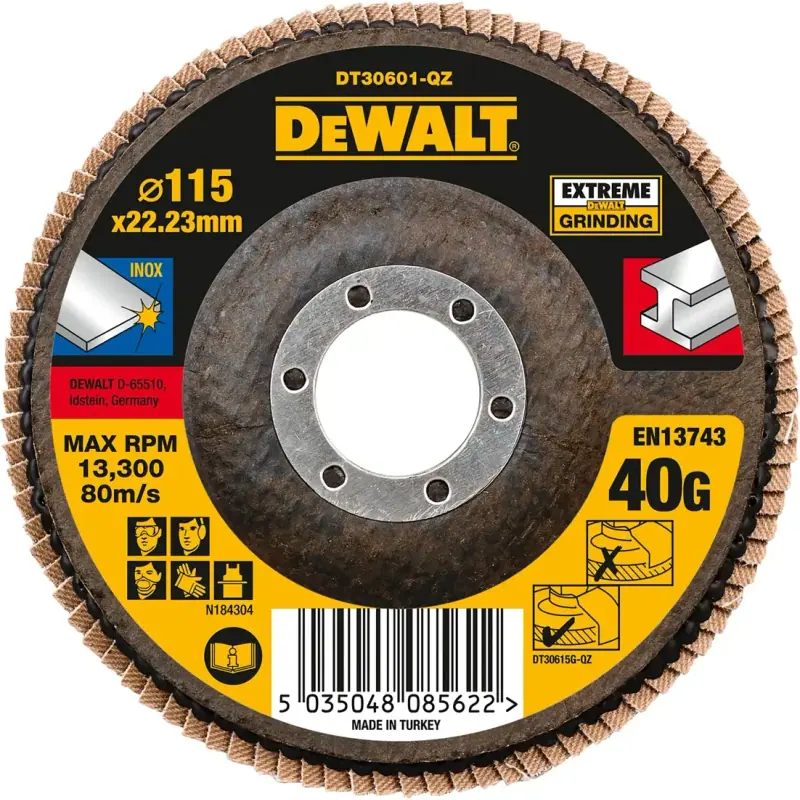 DT30601-QZ
DEWALT®
⌀115
x22.23mm
EXTREME
DEWALT
GRINDING
INOX
DEWALT D-65510,
Idstein, Germany
MAX RPM
13,300
80m/s
EN13743
40G
N184304
DT30615G-QZ
5 035048 085622 >
MADE IN TURKEY